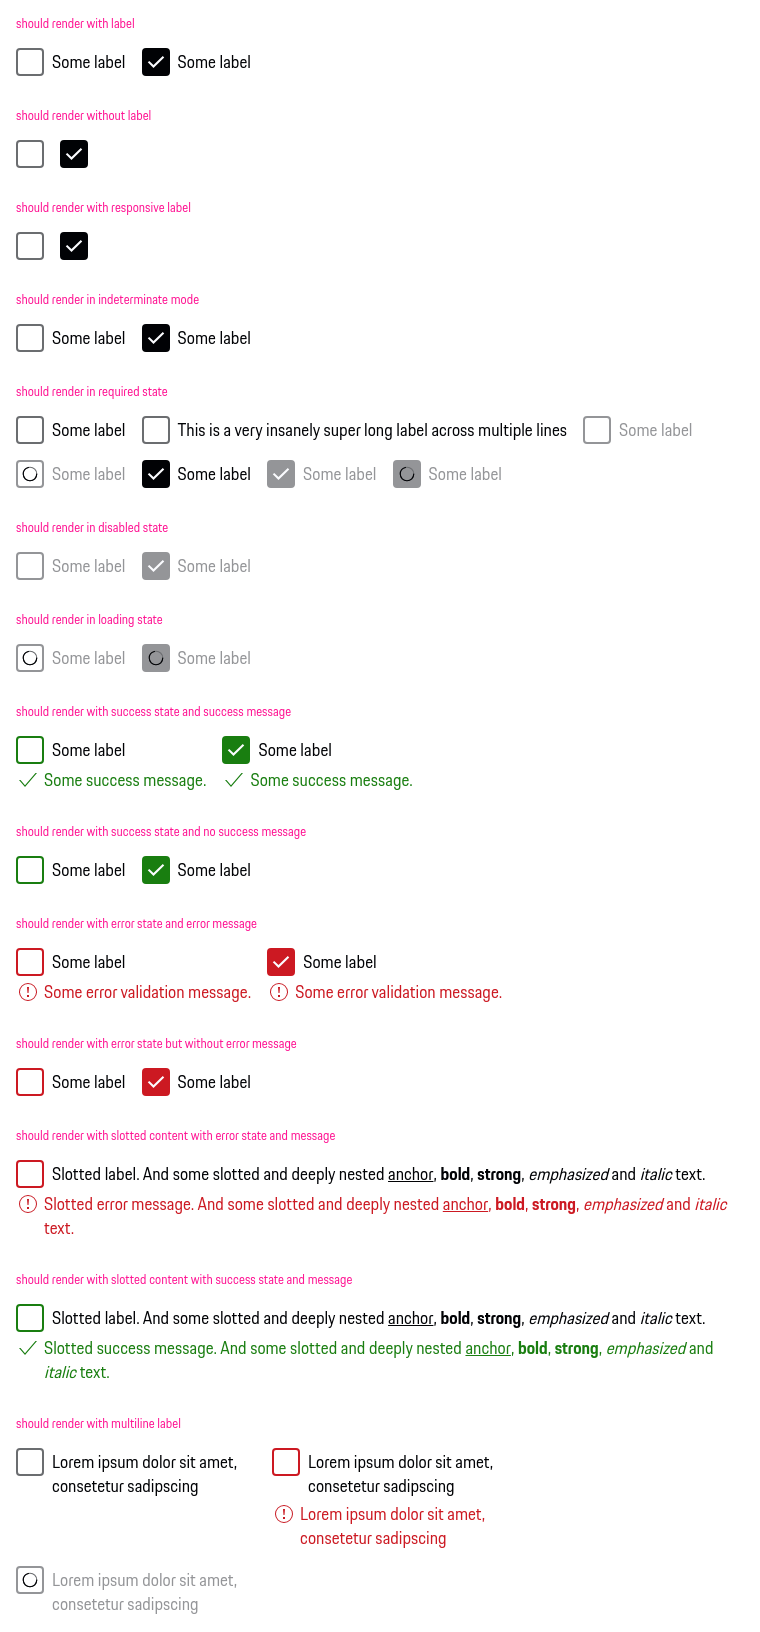 should render with label
Some label Some label
should render without label
should render with responsive label
should render in indeterminate mode
Some label Some label
should render in required state
Some label This is a very insanely super long label across multiple lines Some label
Some label Some label Some label Some label
should render in disabled state
Some label Some label
should render in loading state
Some label Some label
should render with success state and success message
Some label Some label
Some success message. Some success message.
should render with success state and no success message
Some label Some label
should render with error state and error message
Some label Some label
Some error validation message. Some error validation message.
should render with error state but without error message
Some label Some label
should render with slotted content with error state and message
Slotted label. And some slotted and deeply nested anchor, bold, strong, emphasized and italic text.
Slotted error message. And some slotted and deeply nested anchor, bold, strong, emphasized and italic
text.
should render with slotted content with success state and message
Slotted label. And some slotted and deeply nested anchor, bold, strong, emphasized and italic text.
Slotted success message. And some slotted and deeply nested anchor, bold, strong, emphasized and
italic text.
should render with multiline label
Lorem ipsum dolor sit amet,
consetetur sadipscing
Lorem ipsum dolor sit amet,
consetetur sadipscing
Lorem ipsum dolor sit amet,
consetetur sadipscing
Lorem ipsum dolor sit amet,
consetetur sadipscing